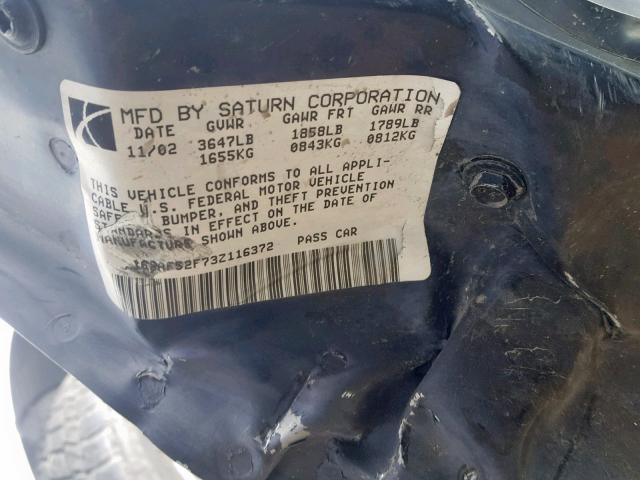 MFD BY SATURN CORPORATION
DATE GVWR GAWR FRT GAWR RR
11/02 3647LB 1858LB 1789LB
1655KG 0843KG 0812KG
THIS VEHICLE CONFORMS TO ALL APPLI-
CABLE U.S. FEDERAL MOTOR VEHICLE
SAFETY, BUMPER, AND THEFT PREVENTION
STANDARDS IN EFFECT ON THE DATE OF
MANUFACTURE SHOWN ABOVE.
1G8AF52F73Z116372 PASS CAR